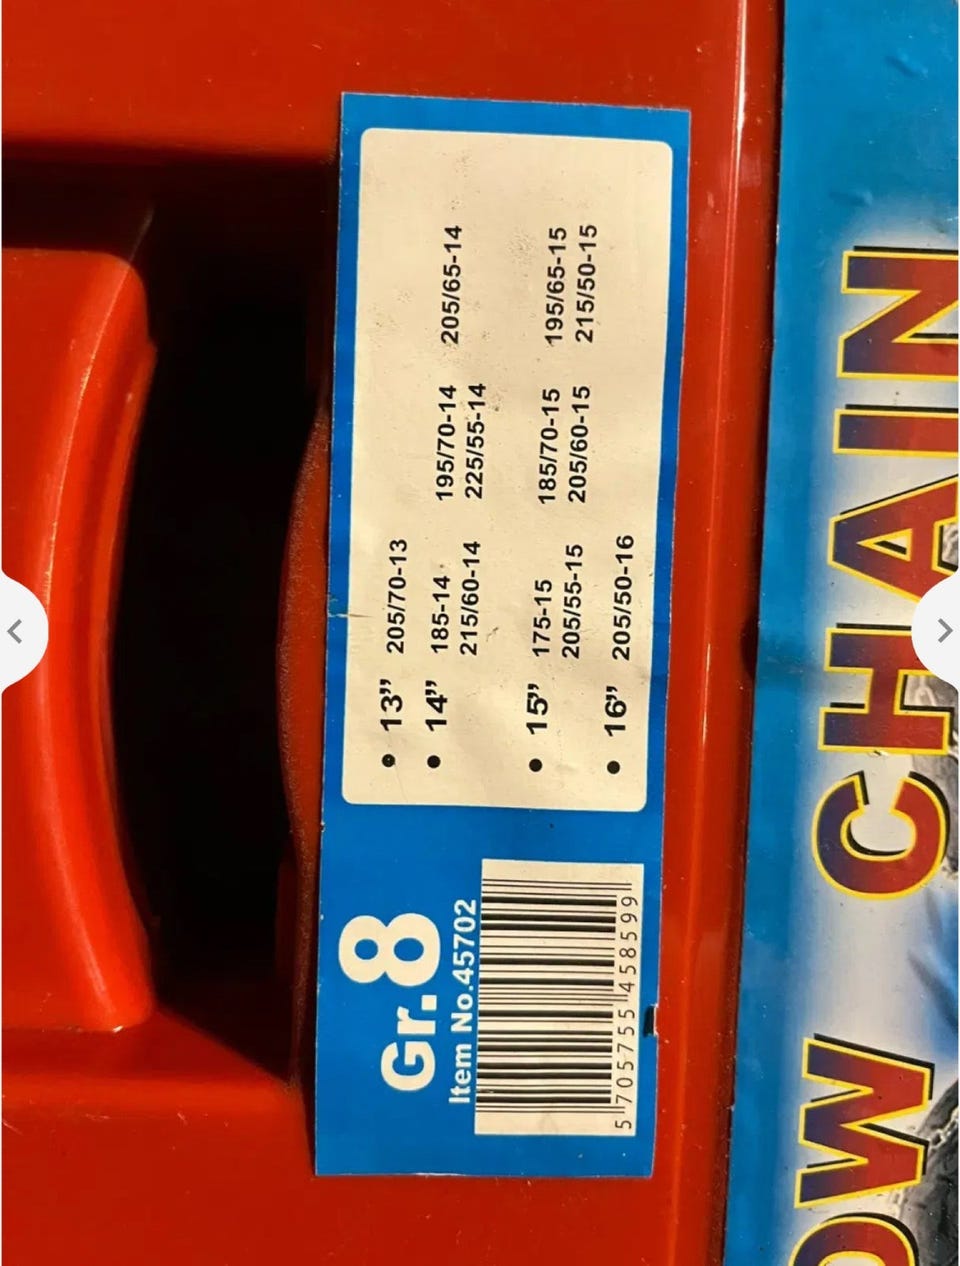 Gr.8
Item No.45702
5 705755 458599
• 13” 205/70-13
• 14” 185-14 195/70-14 205/65-14
215/60-14 225/55-14
• 15” 175-15 185/70-15 195/65-15
205/55-15 205/60-15 215/50-15
• 16” 205/50-16
OW CHAIN